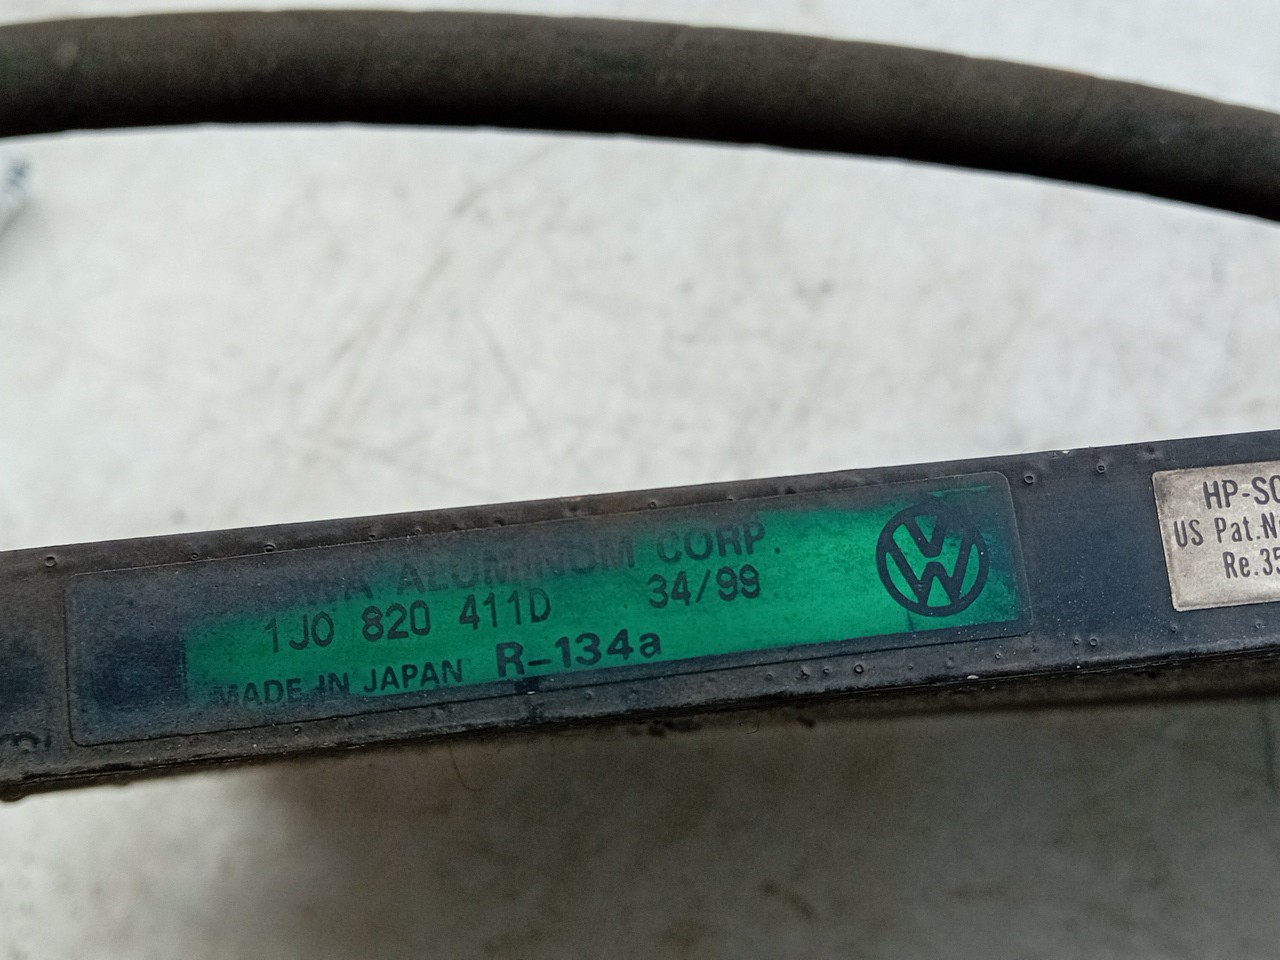 ALUMINUM CORP.
1J0 820 411D 34/99
MADE IN JAPAN R-134a
HP-SC
US Pat.N
Re.35